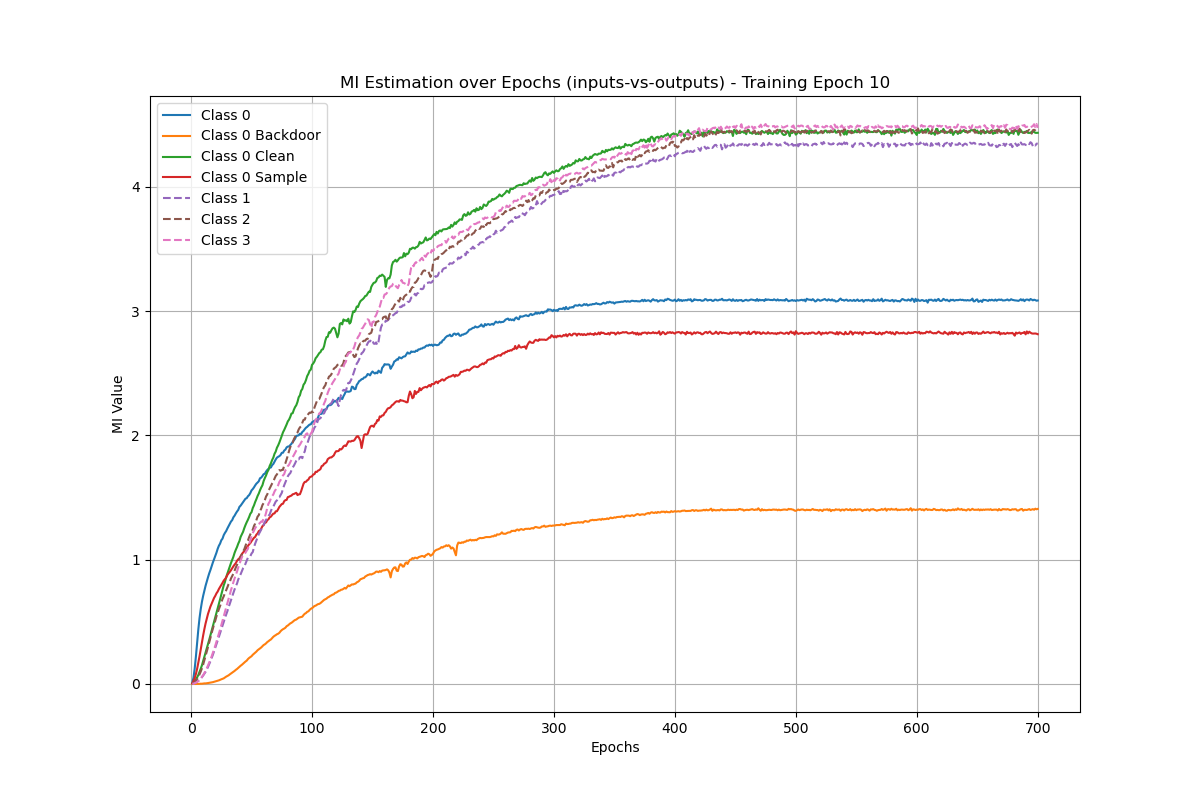 MI Estimation over Epochs (inputs-vs-outputs) - Training Epoch 10
Class 0
Class 0 Backdoor
Class 0 Clean
Class 0 Sample
Class 1
Class 2
Class 3
MI Value
4
3
2
1
0
0 100 200 300 400 500 600 700
Epochs